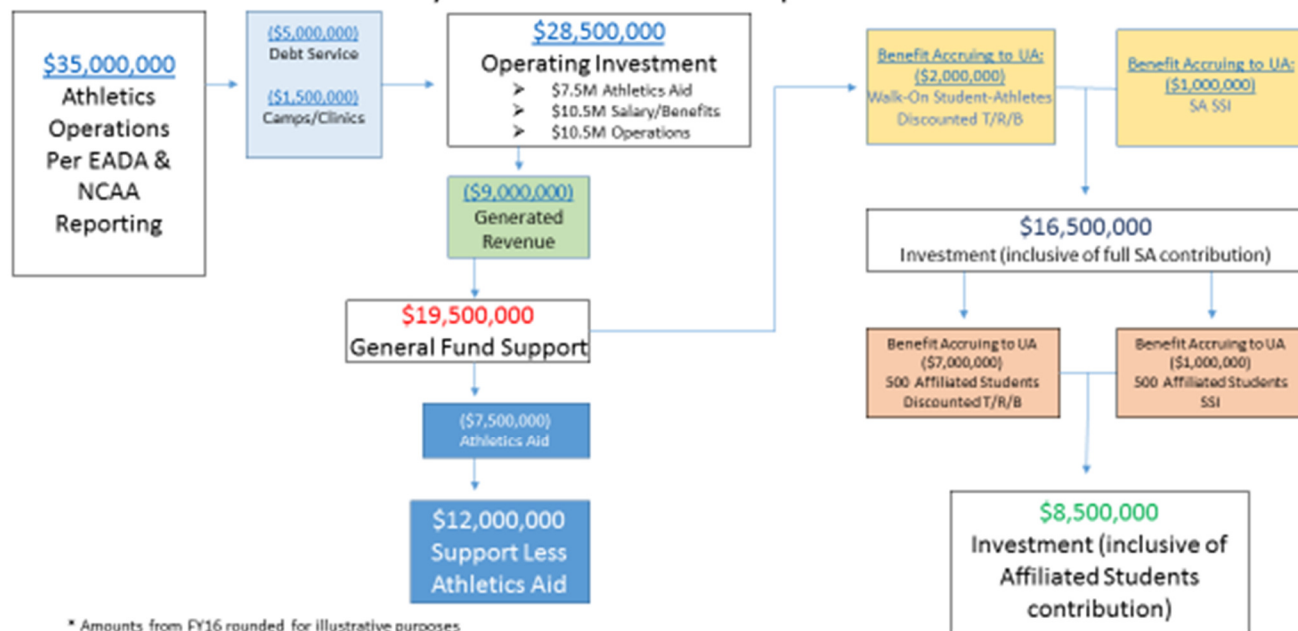 $35,000,000
Athletics
Operations
Per EADA &
NCAA
Reporting
($5,000,000)
Debt Service
($1,500,000)
Camps/Clinics
$28,500,000
Operating Investment
➢ $7.5M Athletics Aid
➢ $10.5M Salary/Benefits
➢ $10.5M Operations
($9,000,000)
Generated
Revenue
$19,500,000
General Fund Support
($7,500,000)
Athletics Aid
$12,000,000
Support Less
Athletics Aid
Benefit Accruing to UA:
($2,000,000)
Walk-On Student-Athletes
Discounted T/R/B
Benefit Accruing to UA:
($1,000,000)
SA SSI
$16,500,000
Investment (inclusive of full SA contribution)
Benefit Accruing to UA
($7,000,000)
500 Affiliated Students
Discounted T/R/B
Benefit Accruing to UA
($1,000,000)
500 Affiliated Students
SSI
$8,500,000
Investment (inclusive of
Affiliated Students
contribution)
* Amounts from FY16 rounded for illustrative purposes